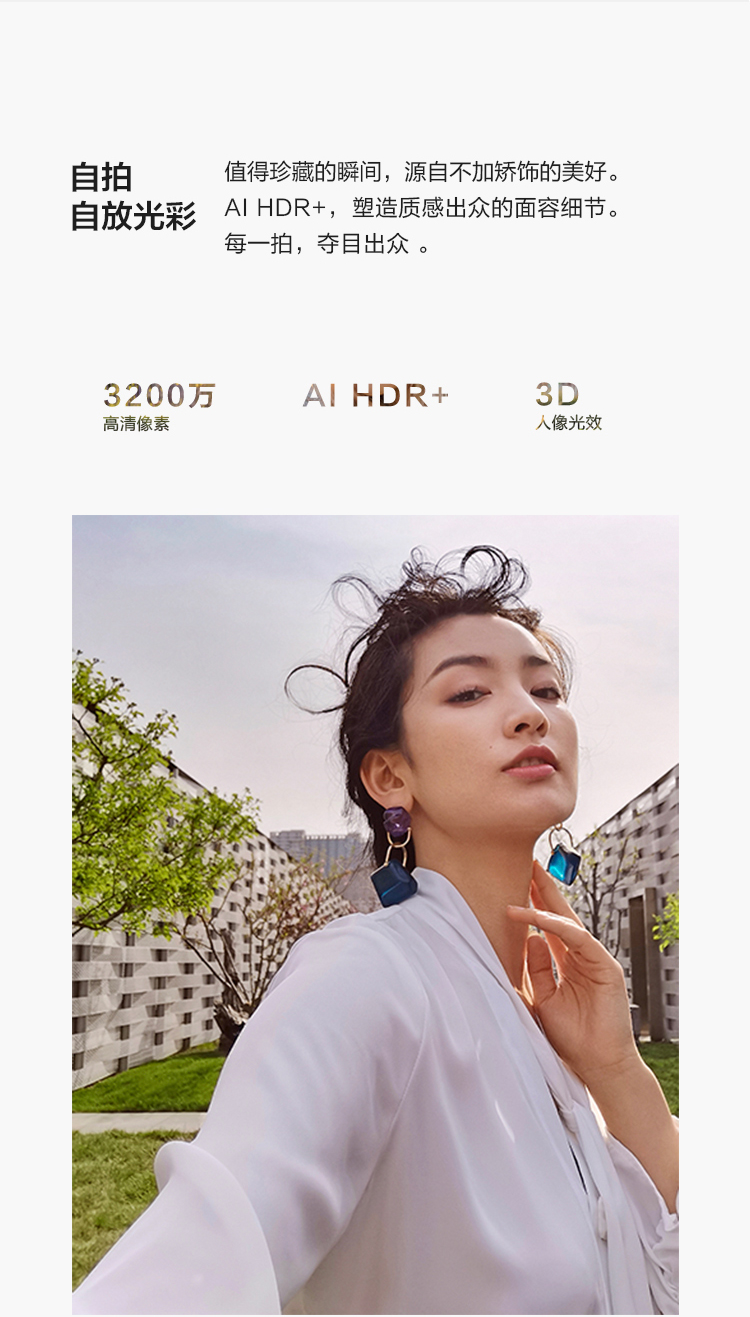 自拍
自放光彩
值得珍藏的瞬间，源自不加矫饰的美好。
AI HDR+，塑造质感出众的面容细节。
每一拍，夺目出众 。
3200万
高清像素
AI HDR+
3D
人像光效